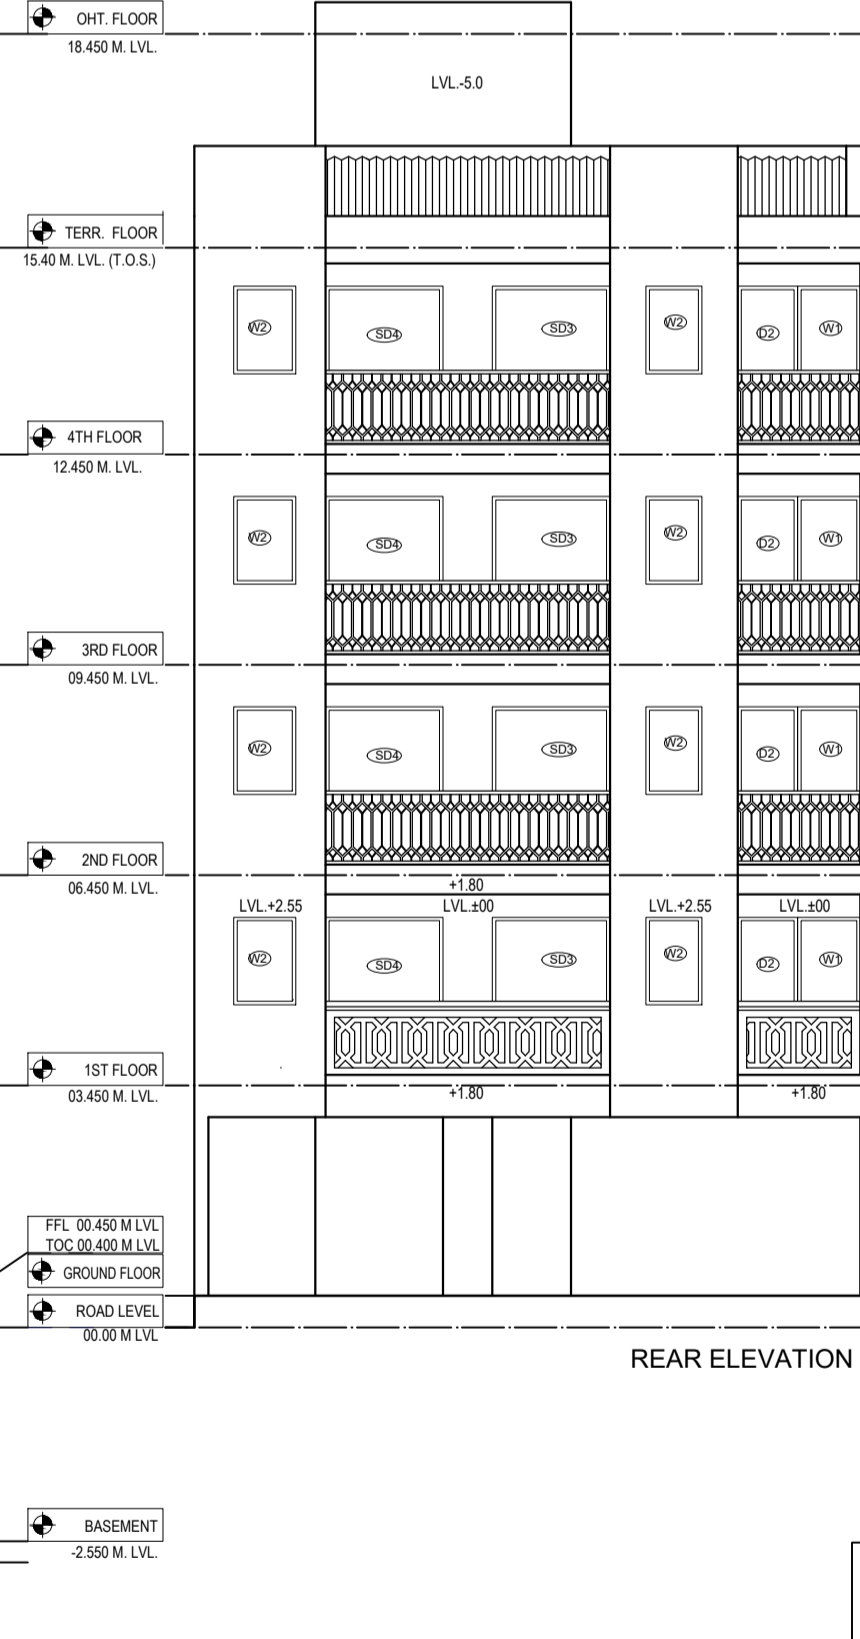 OHT. FLOOR
18.450 M. LVL.
LVL.-5.0
TERR. FLOOR
15.40 M. LVL. (T.O.S.)
W2 SD4 SD3 W2 D2 W1
4TH FLOOR
12.450 M. LVL.
W2 SD4 SD3 W2 D2 W1
3RD FLOOR
09.450 M. LVL.
W2 SD4 SD3 W2 D2 W1
2ND FLOOR
06.450 M. LVL.
+1.80
LVL.+2.55 LVL.±00 LVL.+2.55 LVL.±00
W2 SD4 SD3 W2 D2 W1
1ST FLOOR
03.450 M. LVL.
+1.80 +1.80
FFL 00.450 M LVL
TOC 00.400 M LVL
GROUND FLOOR
ROAD LEVEL
00.00 M LVL
REAR ELEVATION
BASEMENT
-2.550 M. LVL.